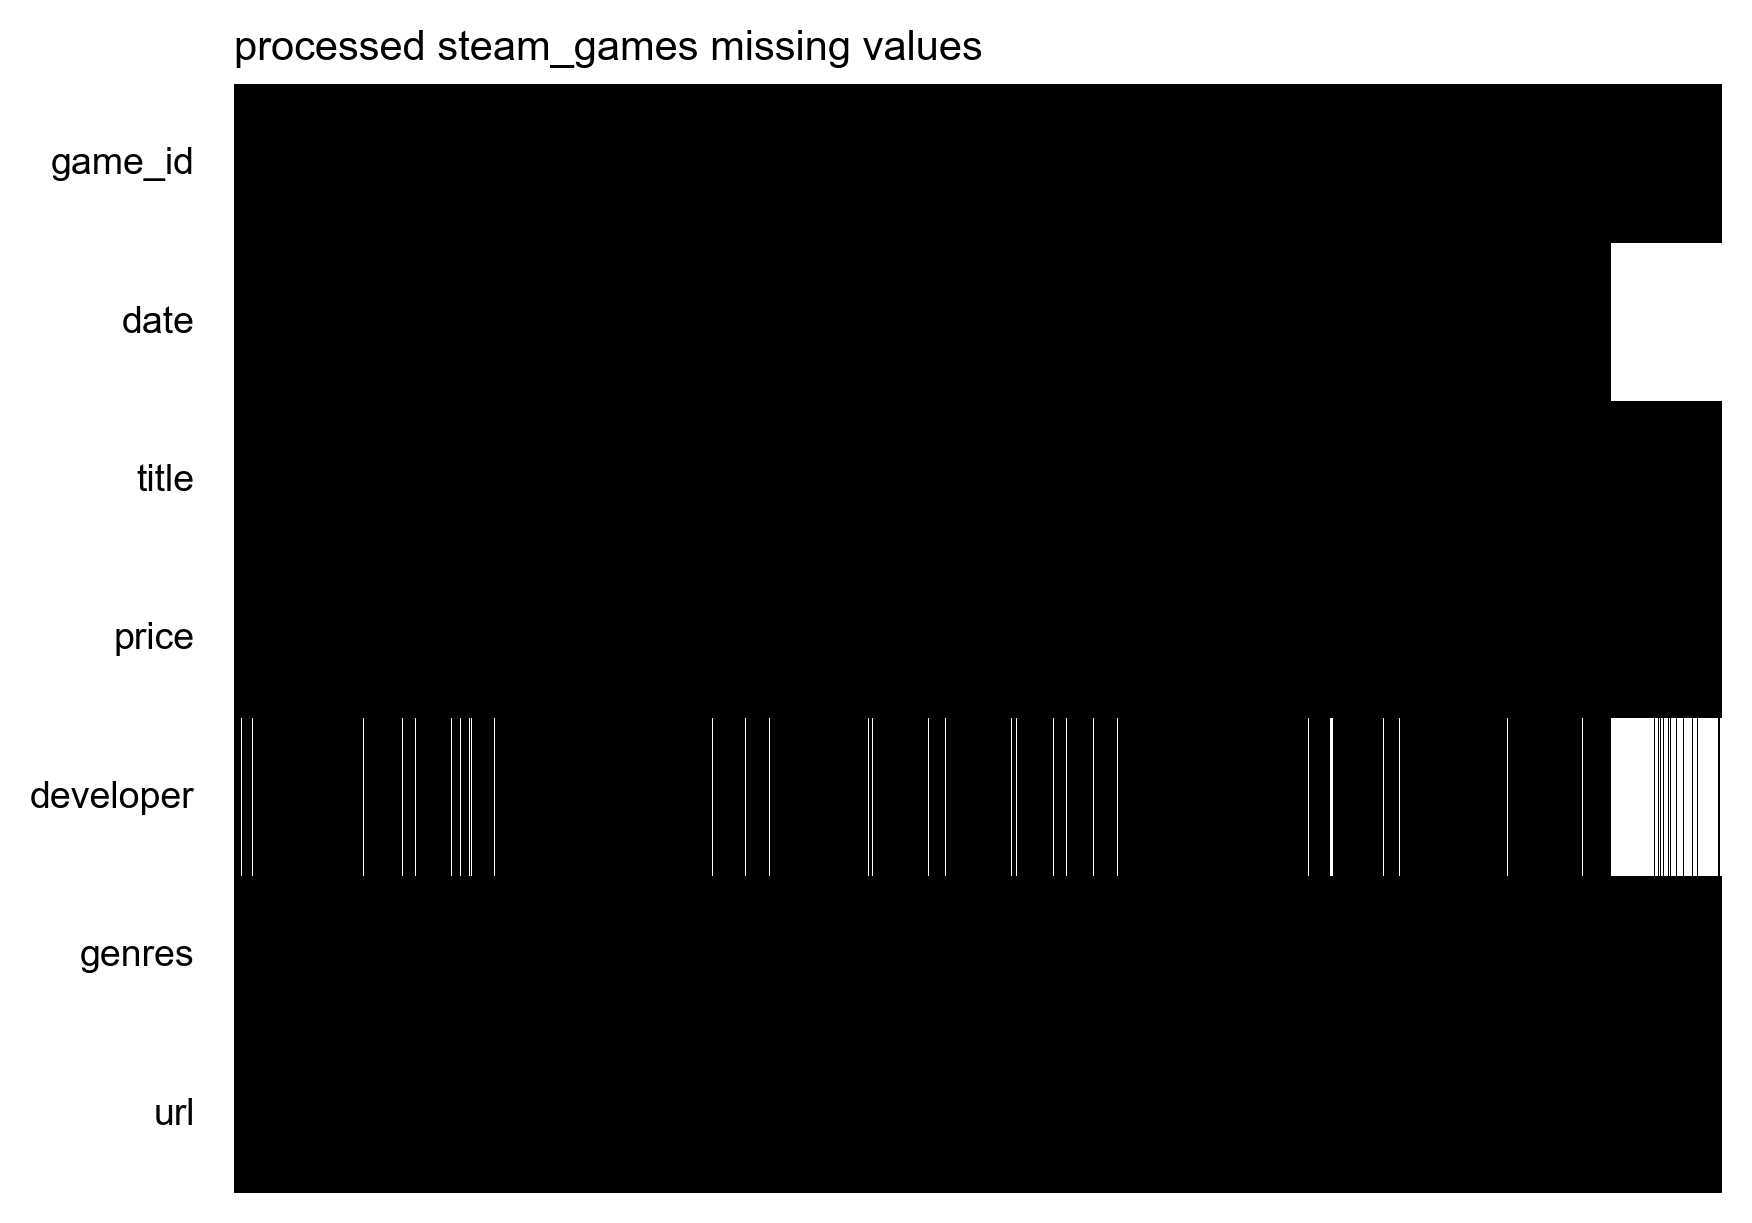 processed steam_games missing values
game_id
date
title
price
developer
genres
url